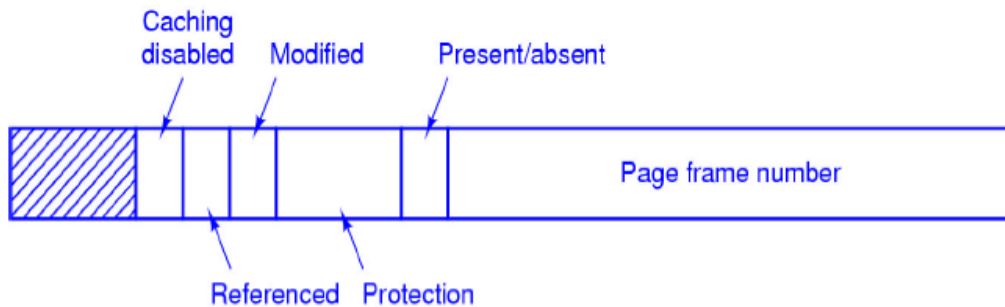 Caching
disabled
Modified
Present/absent
Page frame number
Referenced
Protection